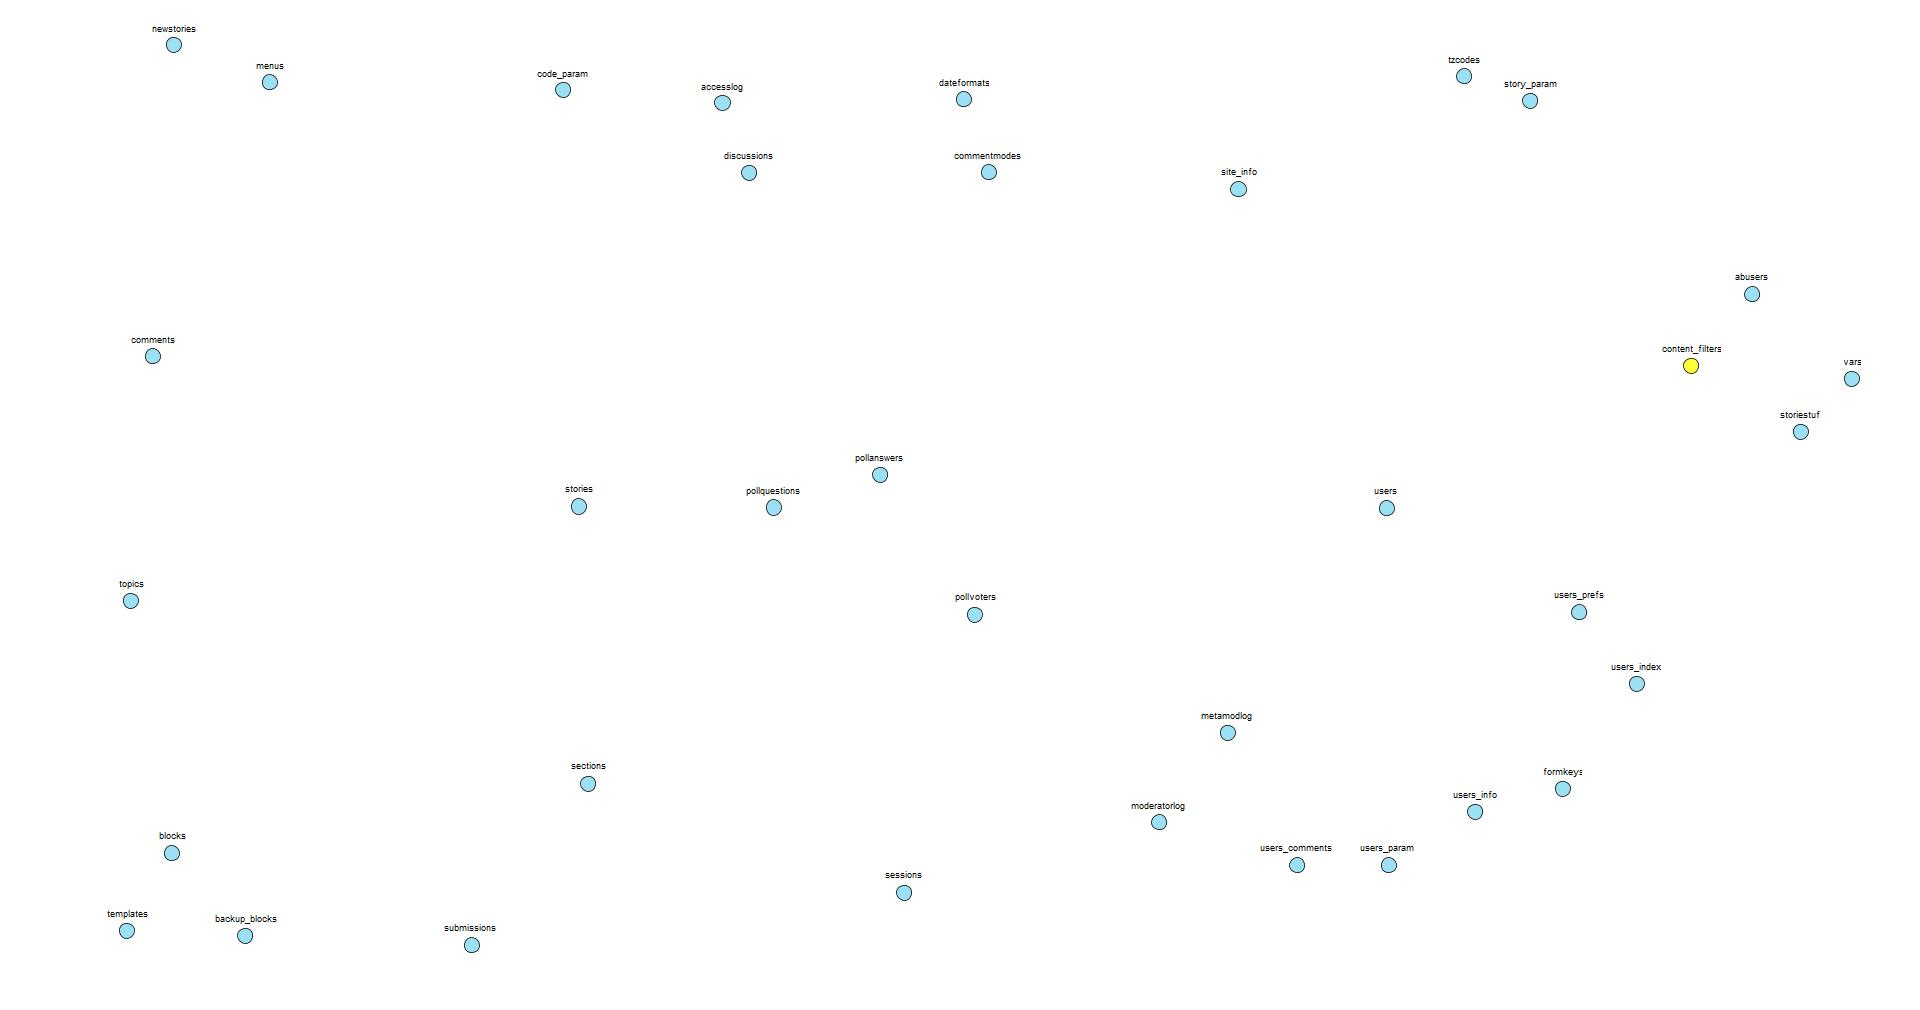 newstories
menus
code_param
accesslog
dateformats
tzcodes
story_param
discussions
commentmodes
site_info
abusers
comments
content_filters
vars
storiestuf
pollanswers
stories
pollquestions
users
topics
pollvoters
users_prefs
users_index
metamodlog
sections
formkeys
users_info
moderatorlog
blocks
users_comments
users_param
sessions
templates
backup_blocks
submissions